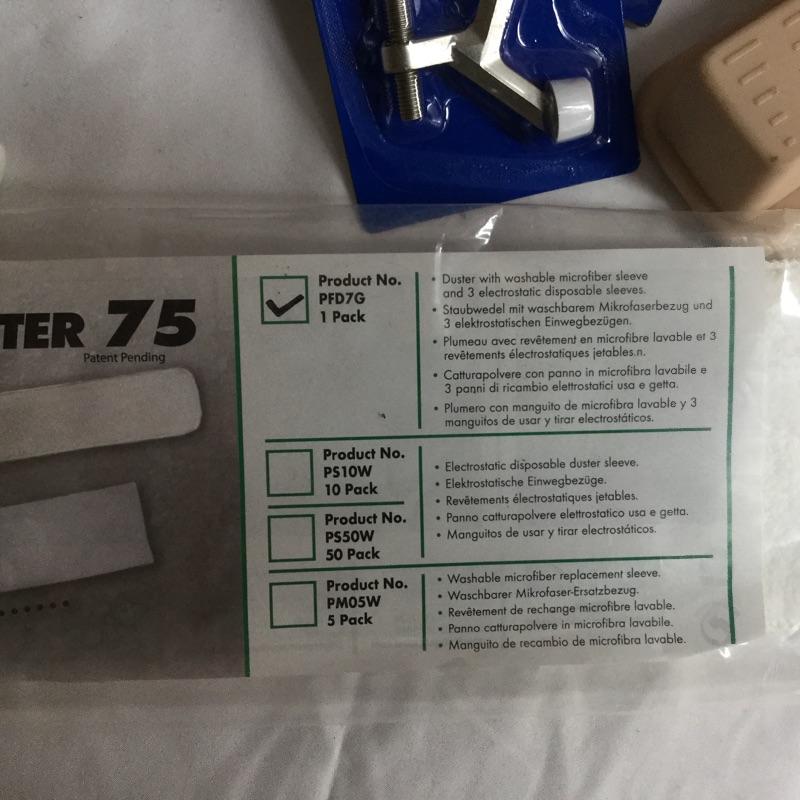 TER 75
Patent Pending
Product No.
PFD7G
1 Pack
• Duster with washable microfiber sleeve
and 3 electrostatic disposable sleeves.
• Staubwedel mit waschbarem Mikrofaserbezug und
3 elektrostatischen Einwegbezügen.
• Plumeau avec revêtement en microfibre lavable et 3
revêtements électrostatiques jetables.n.
• Catturapolvere con panno in microfibra lavabile e
3 panni di ricambio elettrostatici usa e getta.
• Plumero con manguito de microfibra lavable y 3
manguitos de usar y tirar electrostáticos.
Product No.
PS10W
10 Pack
Product No.
PS50W
50 Pack
• Electrostatic disposable duster sleeve.
• Elektrostatische Einwegbezüge.
• Revêtements électrostatiques jetables.
• Panno catturapolvere elettrostatico usa e getta.
• Manguitos de usar y tirar electrostáticos.
Product No.
PM05W
5 Pack
• Washable microfiber replacement sleeve.
• Waschbarer Mikrofaser-Ersatzbezug.
• Revêtement de rechange microfibre lavable.
• Panno catturapolvere in microfibra lavabile.
• Manguito de recambio de microfibra lavable.